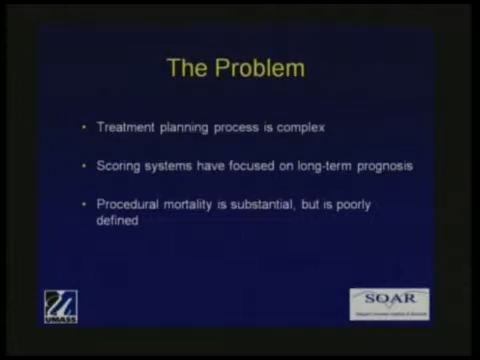 The Problem
• Treatment planning process is complex
• Scoring systems have focused on long-term prognosis
• Procedural mortality is substantial, but is poorly
defined
UMASS
SOAR